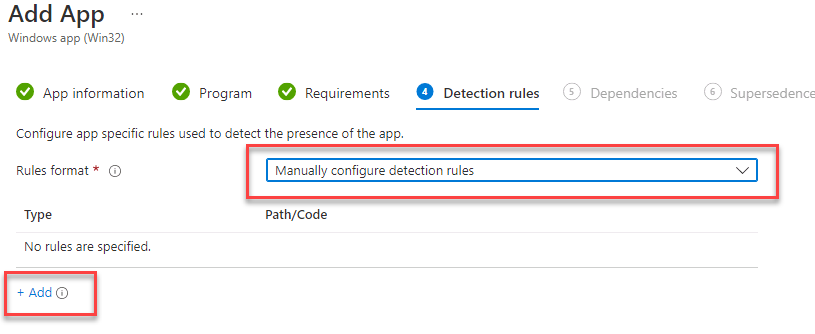 Add App ...
Windows app (Win32)
App information Program Requirements 4 Detection rules 5 Dependencies 6 Supersedence
Configure app specific rules used to detect the presence of the app.
Rules format * Manually configure detection rules
Type Path/Code
No rules are specified.
+ Add